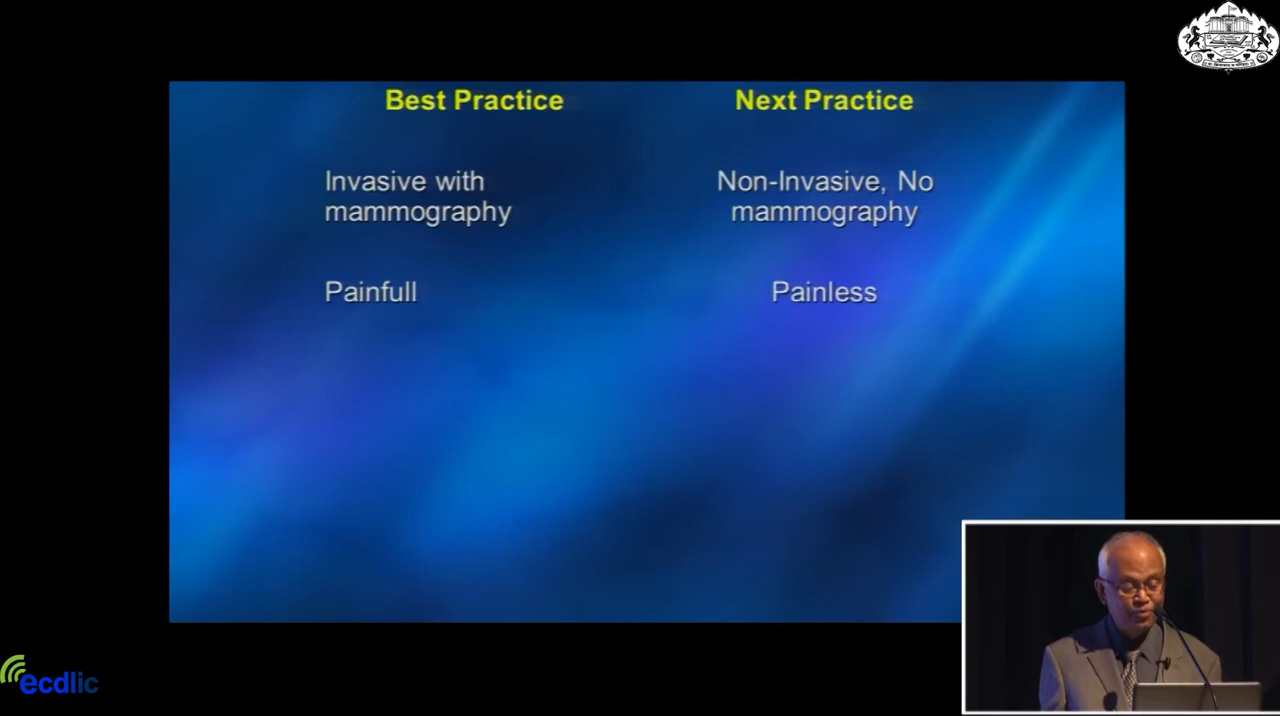 Best Practice
Next Practice
Invasive with
mammography
Non-Invasive, No
mammography
Painfull
Painless
ecdlic